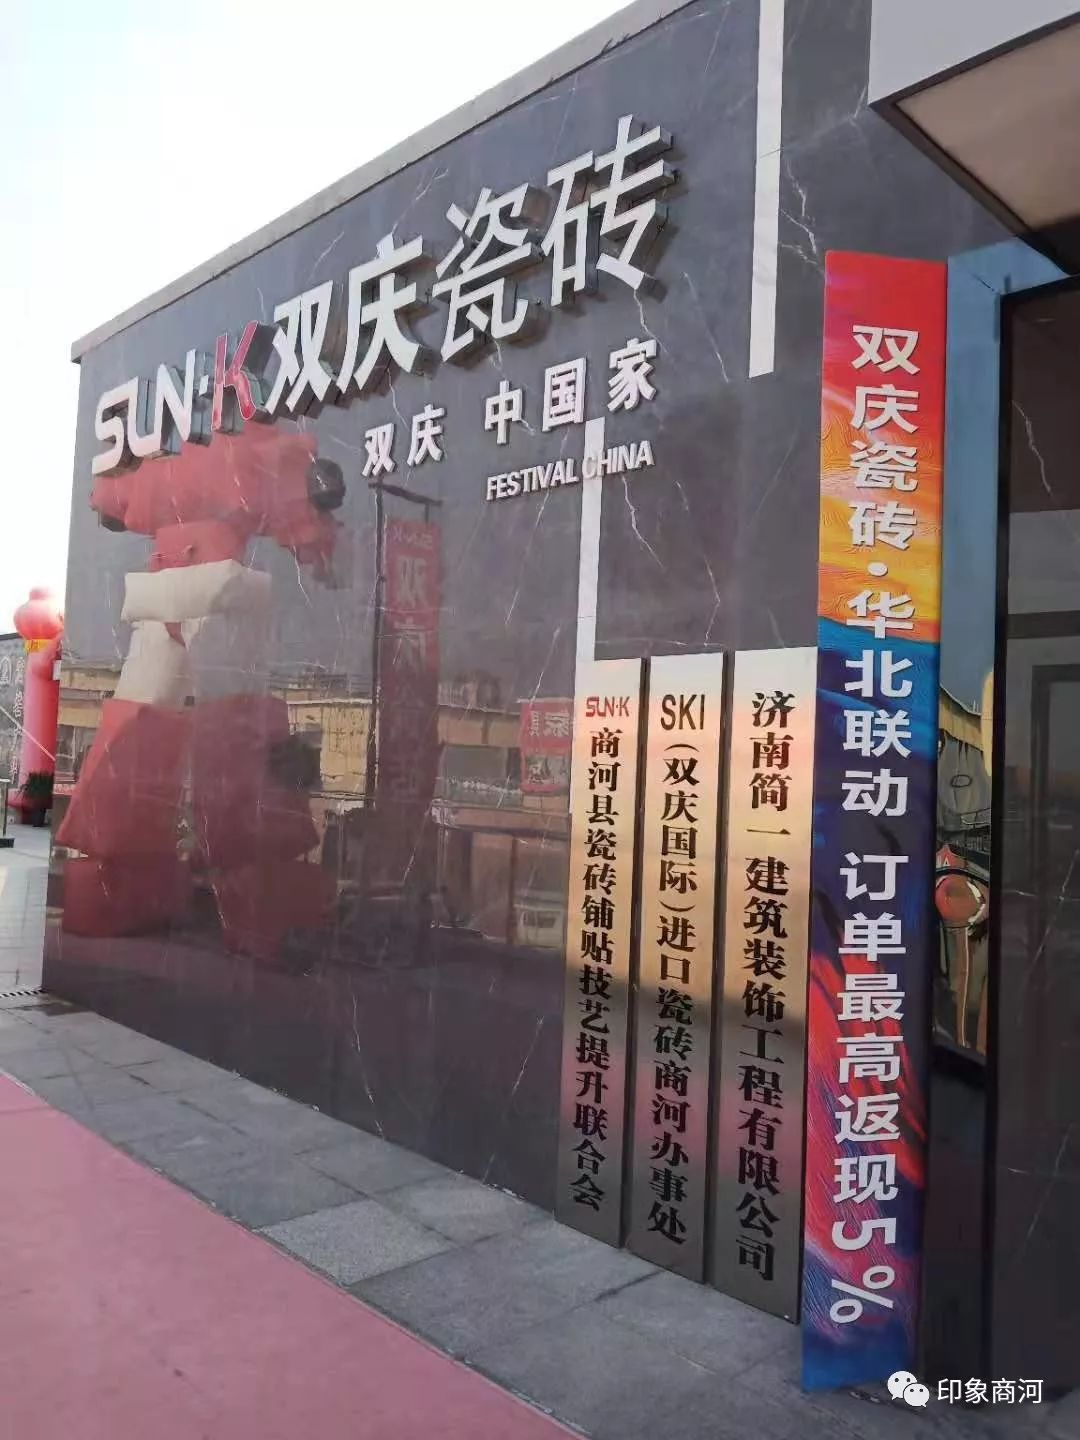 SUN·K双庆瓷砖
双庆 中国家
FESTIVAL CHINA
SUN·K 商河县瓷砖铺贴技艺提升联合会
SKI(双庆国际)进口瓷砖商河办事处
济南简一建筑装饰工程有限公司
双庆瓷砖·华北联动 订单最高返现5%
印象商河